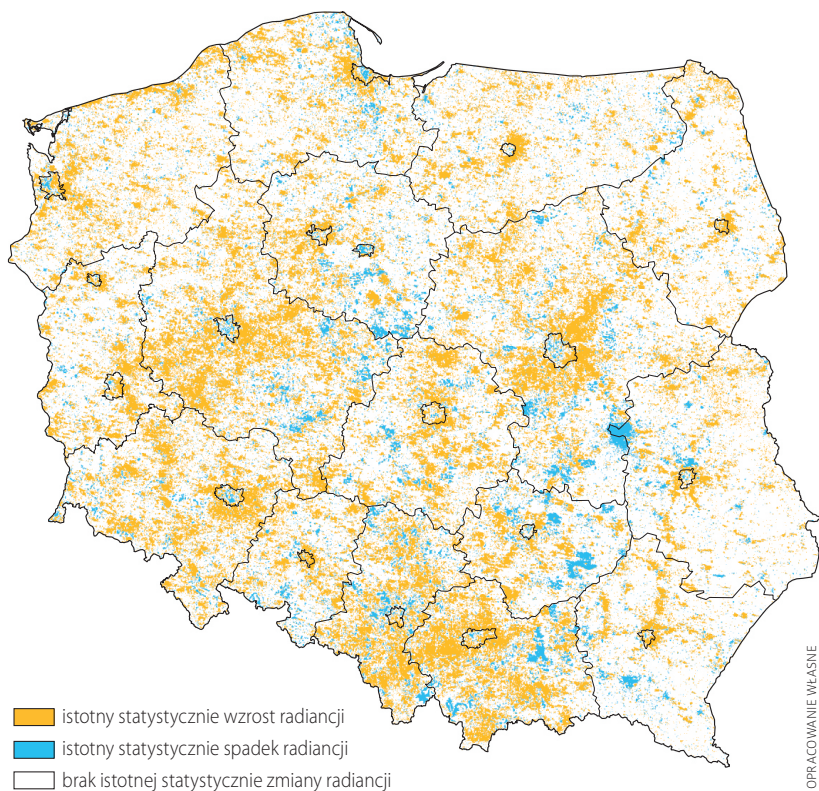 istotny statystycznie wzrost radiancji
istotny statystycznie spadek radiancji
brak istotnej statystycznie zmiany radiancji
OPRACOWANIE WŁASNE